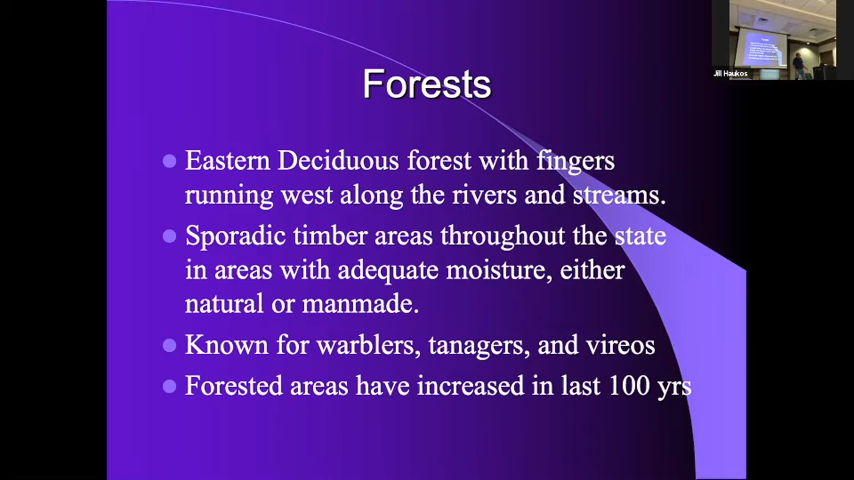 Jill Haukos
Forests
Eastern Deciduous forest with fingers
running west along the rivers and streams.
Sporadic timber areas throughout the state
in areas with adequate moisture, either
natural or manmade.
Known for warblers, tanagers, and vireos
Forested areas have increased in last 100 yrs